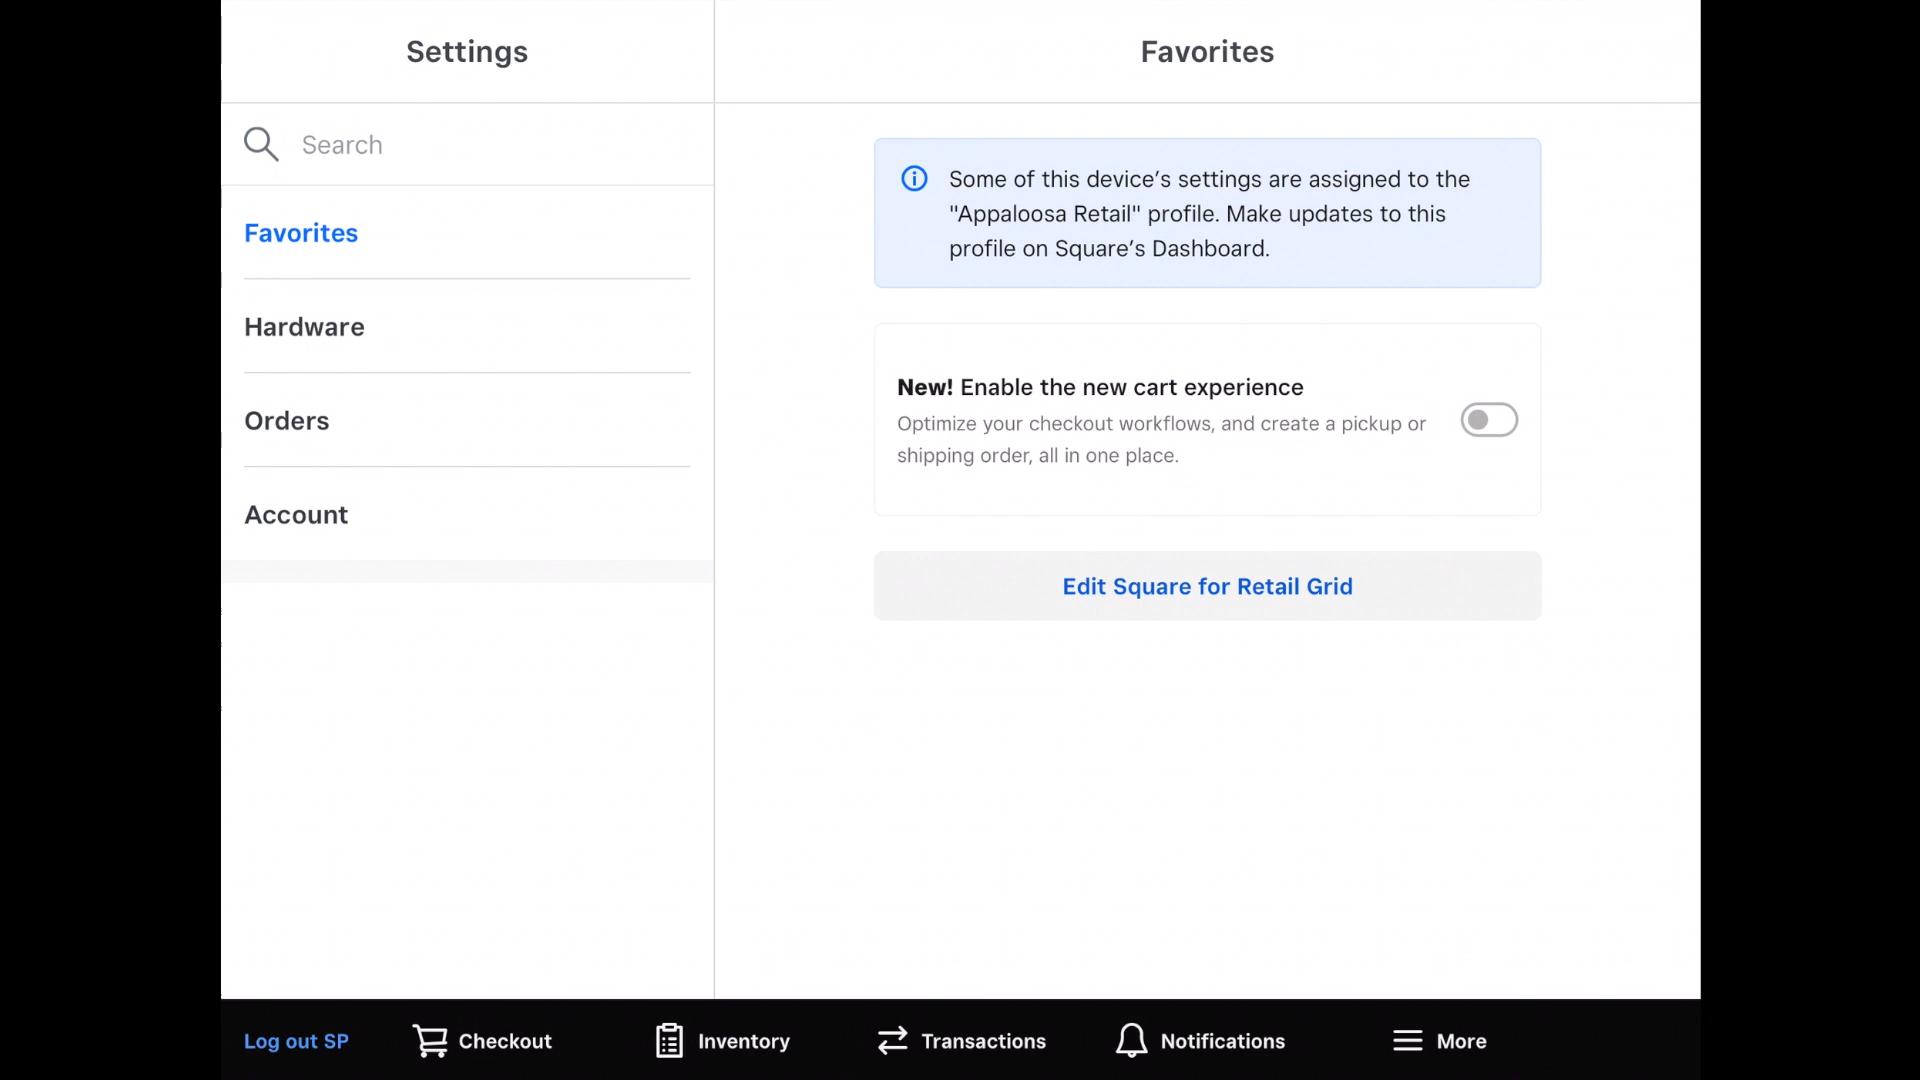 Settings
Favorites
Search
Favorites
Hardware
Orders
Account
Some of this device’s settings are assigned to the
"Appaloosa Retail" profile. Make updates to this
profile on Square’s Dashboard.
New! Enable the new cart experience
Optimize your checkout workflows, and create a pickup or
shipping order, all in one place.
Edit Square for Retail Grid
Log out SP
Checkout
Inventory
Transactions
Notifications
More